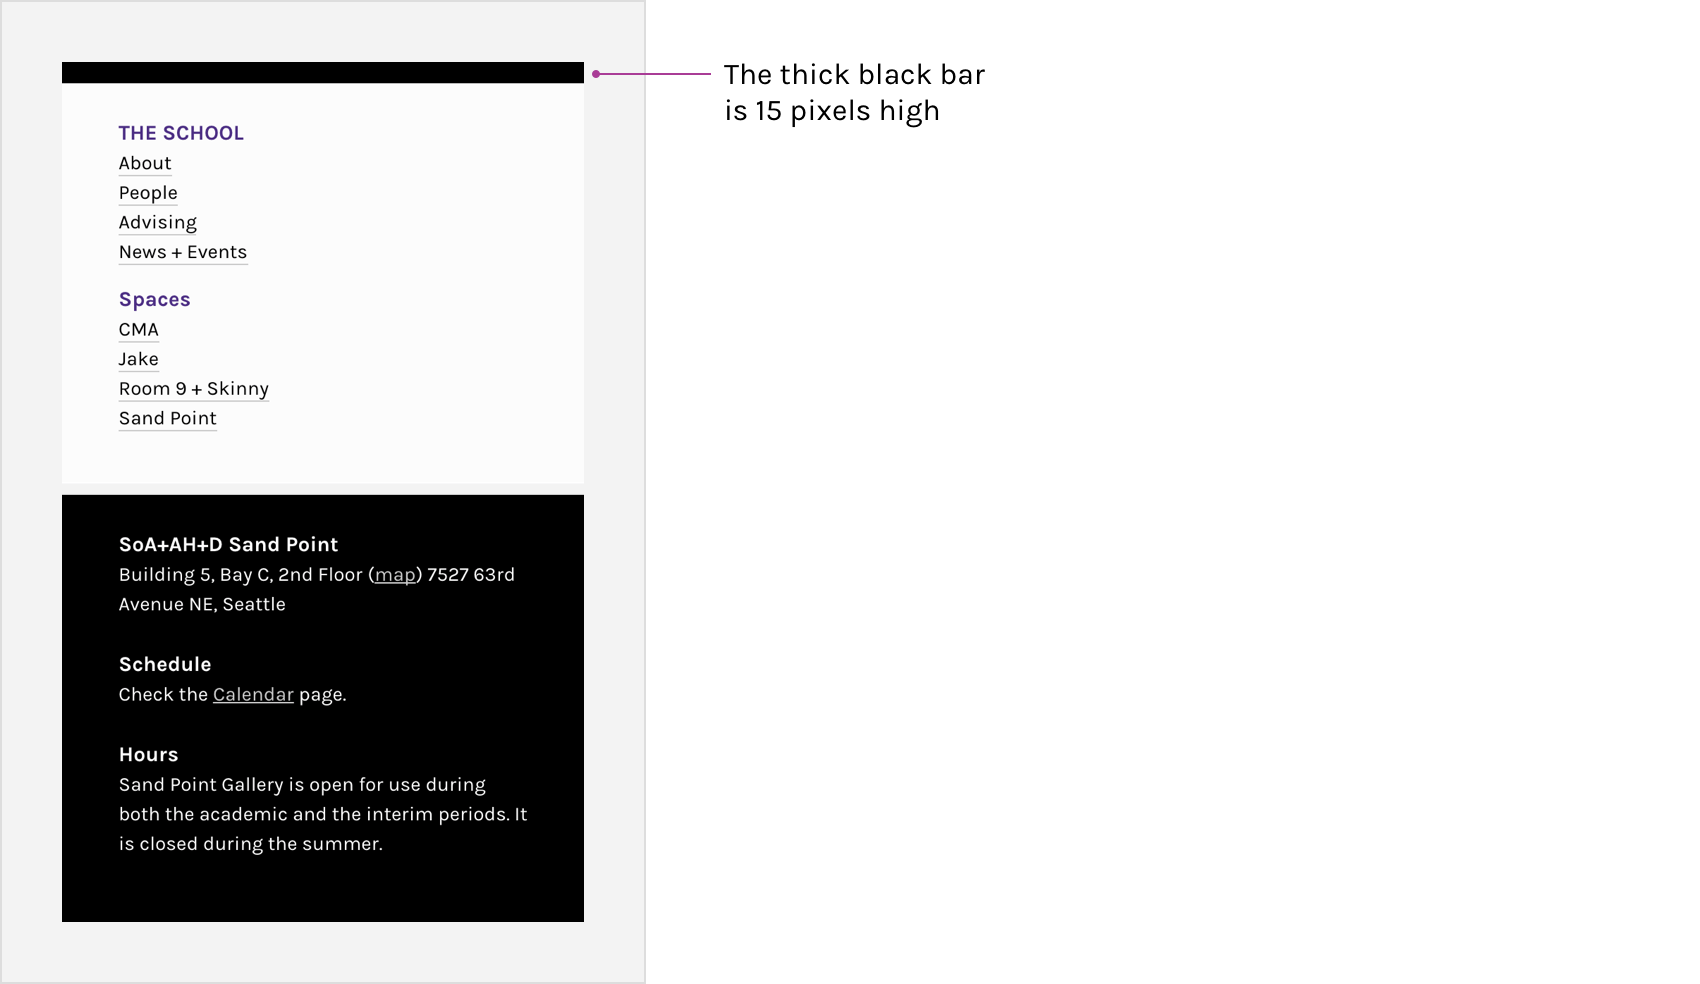 The thick black bar
is 15 pixels high
THE SCHOOL
About
People
Advising
News + Events
Spaces
CMA
Jake
Room 9 + Skinny
Sand Point
SoA+AH+D Sand Point
Building 5, Bay C, 2nd Floor (map) 7527 63rd
Avenue NE, Seattle
Schedule
Check the Calendar page.
Hours
Sand Point Gallery is open for use during
both the academic and the interim periods. It
is closed during the summer.